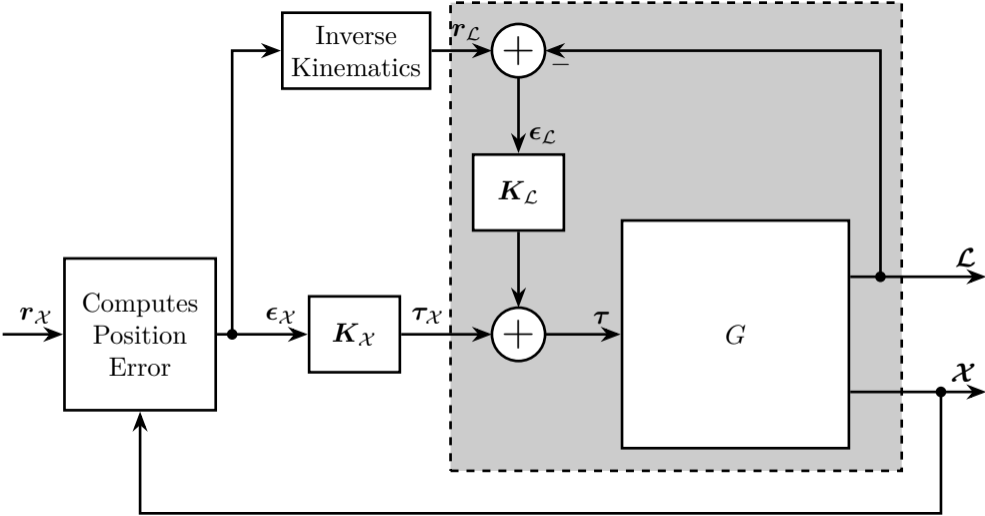 Inverse
Kinematics
r_ℒ
+
−
ϵ_ℒ
K_ℒ
ℒ
r_𝒳
Computes
Position
Error
ϵ_𝒳
K_𝒳
τ_𝒳
+
τ
G
𝒳